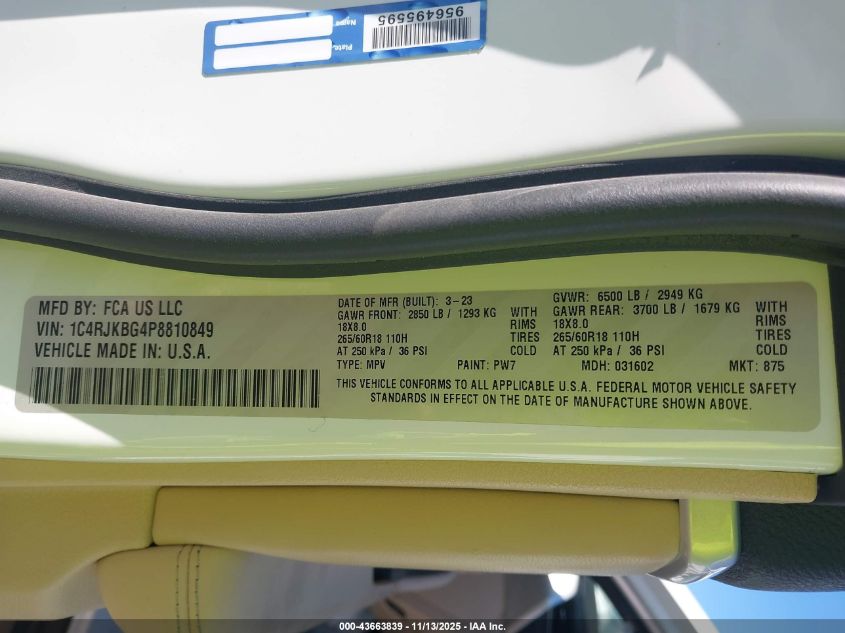 956495595
Name
Plate
MFD BY: FCA US LLC
VIN: 1C4RJKBG4P8810849
VEHICLE MADE IN: U.S.A.
DATE OF MFR (BUILT): 3-23
GAWR FRONT: 2850 LB / 1293 KG WITH
18X8.0 RIMS
265/60R18 110H TIRES
AT 250 kPa / 36 PSI COLD
GVWR: 6500 LB / 2949 KG
GAWR REAR: 3700 LB / 1679 KG WITH
18X8.0 RIMS
265/60R18 110H TIRES
AT 250 kPa / 36 PSI COLD
TYPE: MPV PAINT: PW7 MDH: 031602 MKT: 875
THIS VEHICLE CONFORMS TO ALL APPLICABLE U.S.A. FEDERAL MOTOR VEHICLE SAFETY
STANDARDS IN EFFECT ON THE DATE OF MANUFACTURE SHOWN ABOVE.
000-43663839 - 11/13/2025 - IAA Inc.